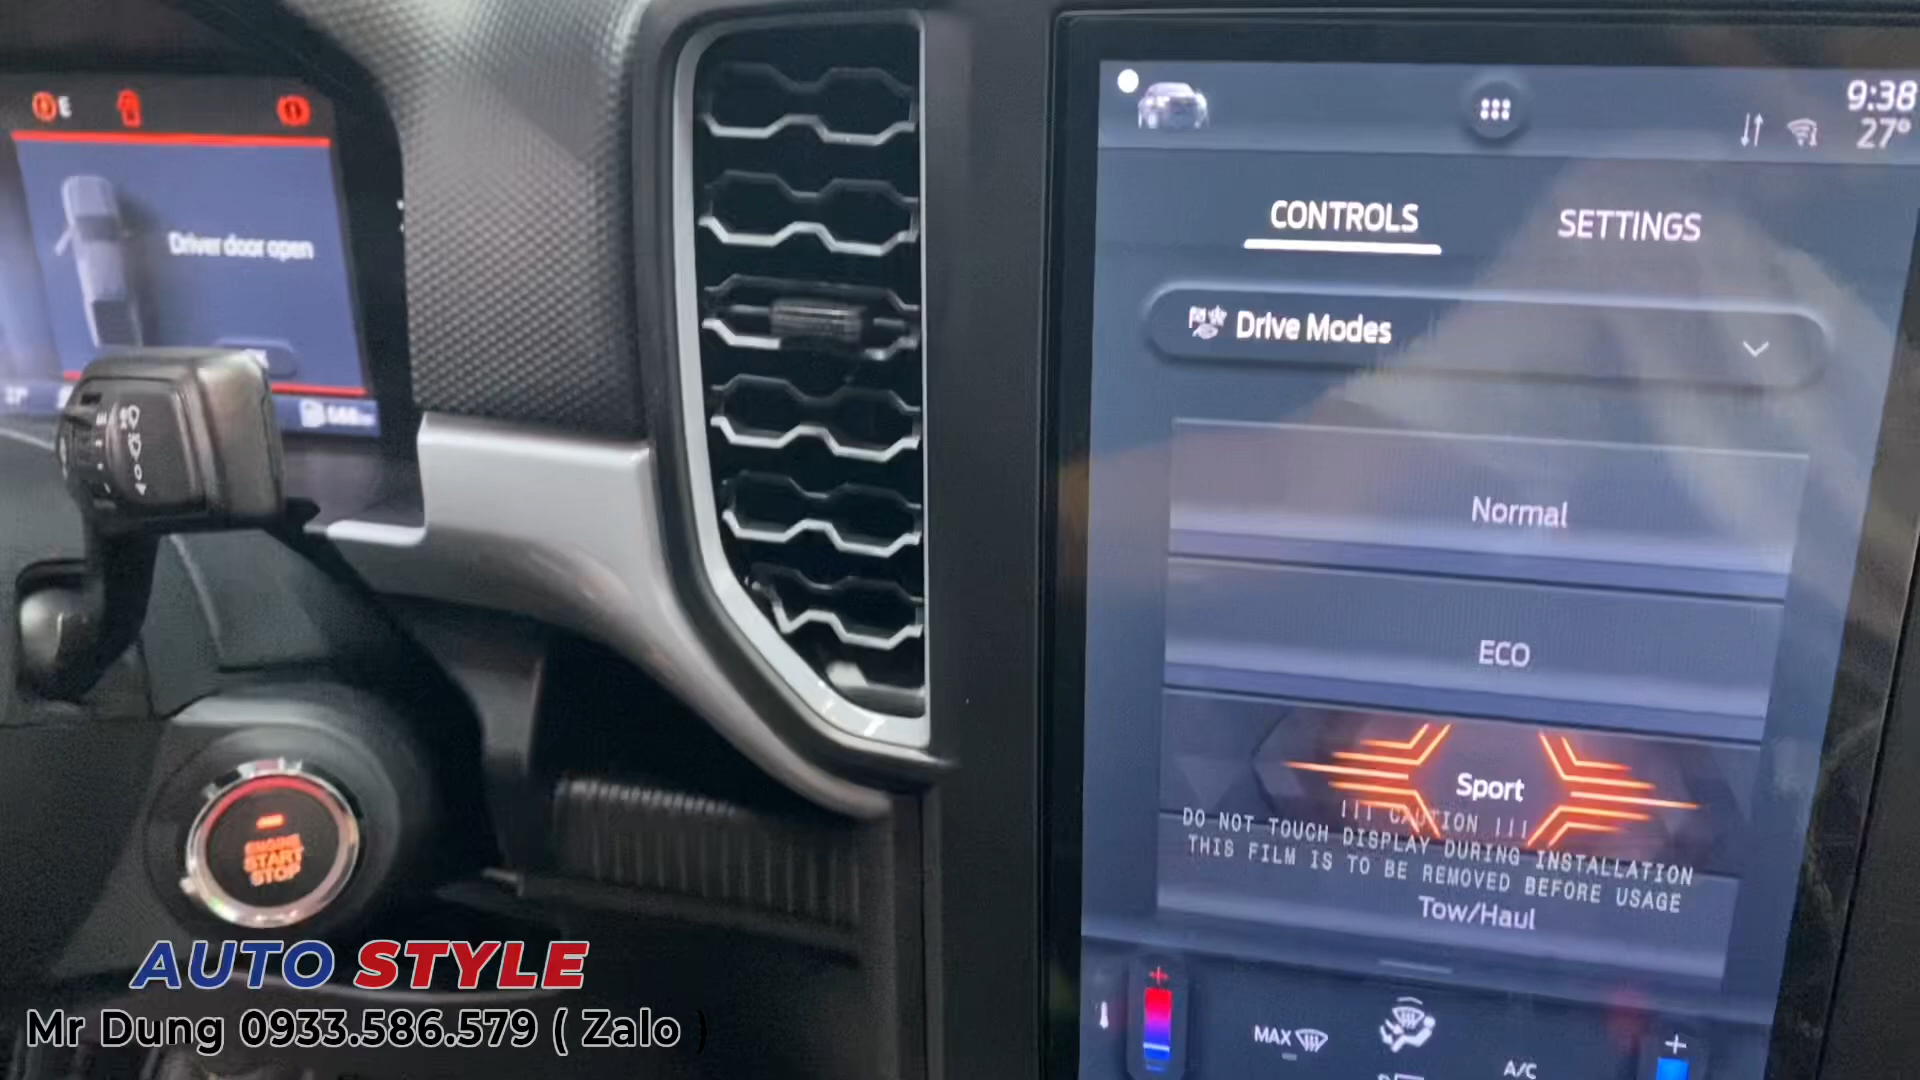 E
Driver door open
ENGINE
START
STOP
9:38
27°
CONTROLS
SETTINGS
Drive Modes
Normal
ECO
Sport
!!! CAUTION !!!
DO NOT TOUCH DISPLAY DURING INSTALLATION
THIS FILM IS TO BE REMOVED BEFORE USAGE
Tow/Haul
MAX
A/C
AUTO STYLE
Mr Dung 0933.586.579 ( Zalo )